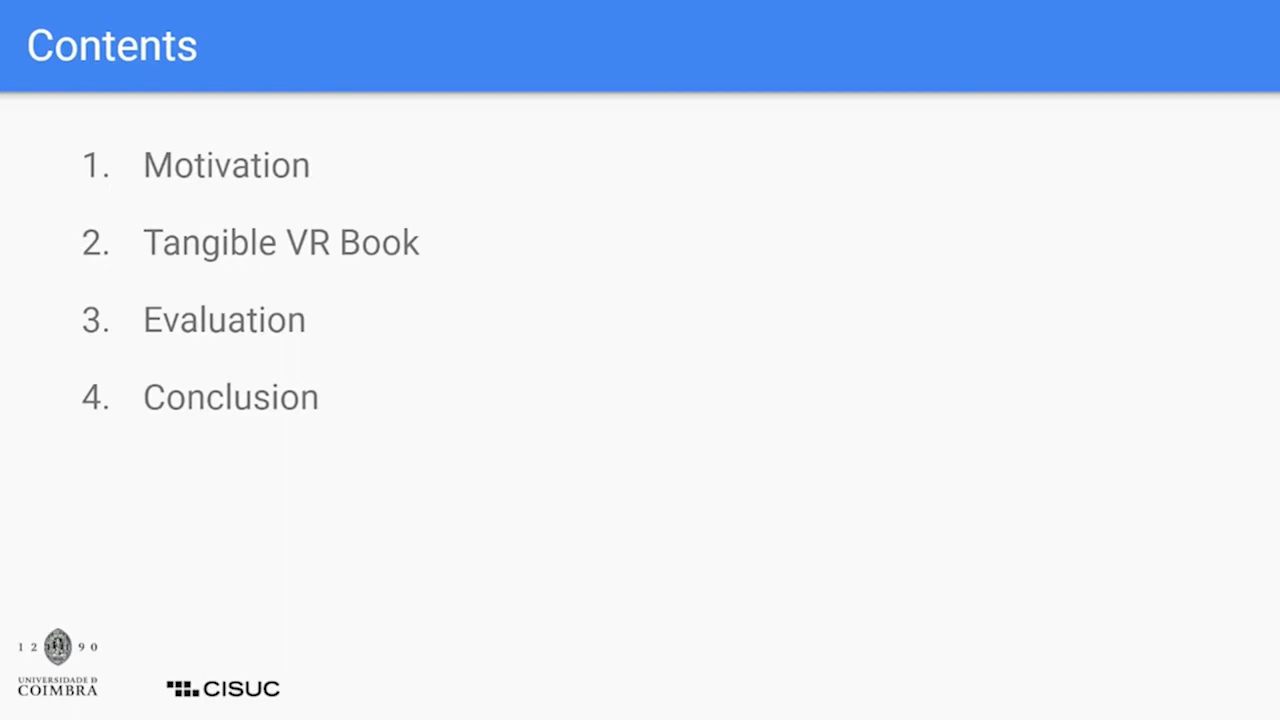 Contents
1. Motivation
2. Tangible VR Book
3. Evaluation
4. Conclusion
1 2 9 0
UNIVERSIDADE D
COIMBRA
CISUC